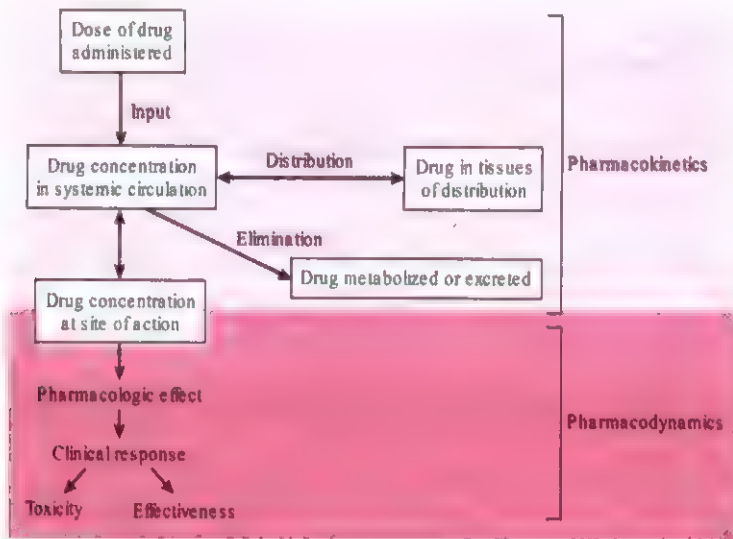 Dose of drug
administered
Input
Drug concentration
in systemic circulation
Distribution
Drug in tissues
of distribution
Pharmacokinetics
Elimination
Drug metabolized or excreted
Drug concentration
at site of action
Pharmacologic effect
Pharmacodynamics
Clinical response
Toxicity
Effectiveness